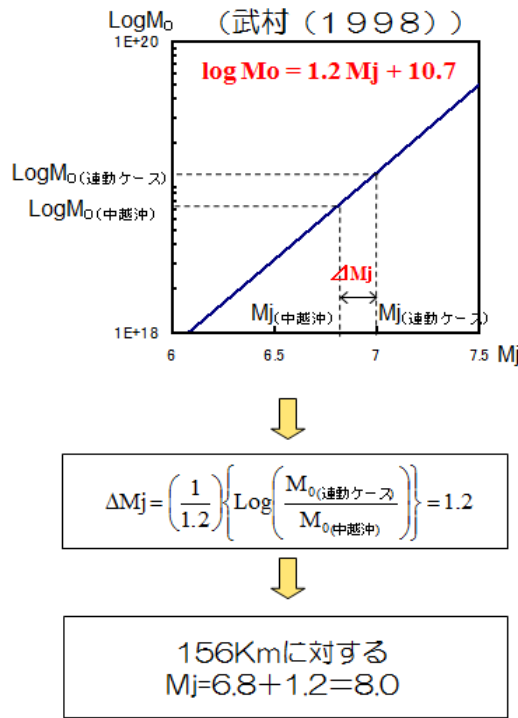 LogM₀ （武村（1998））
1E+20
log Mo = 1.2 Mj + 10.7
LogM₀(連動ケース)
LogM₀(中越沖)
⊿Mj
Mj(中越沖) Mj(連動ケース)
1E+18
6 6.5 7 7.5 Mj
ΔMj = (1/1.2){Log(M₀(連動ケース)/M₀(中越沖))} = 1.2
156Kmに対する
Mj=6.8+1.2=8.0